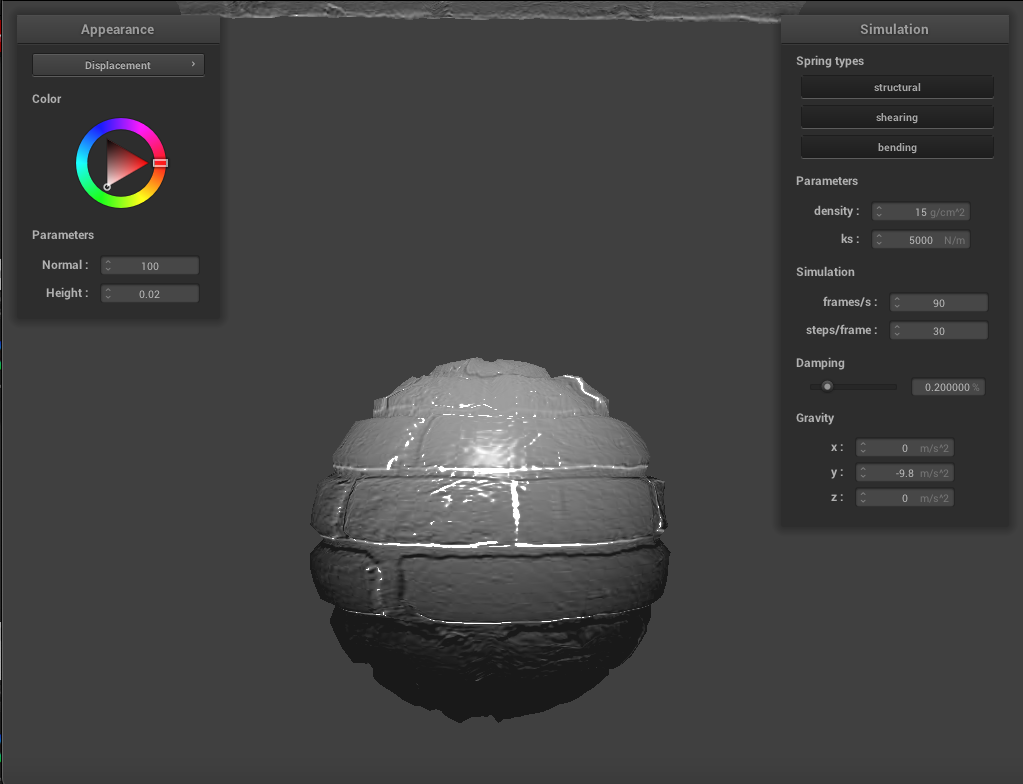 Appearance
Displacement
Color
Parameters
Normal : 100
Height : 0.02
Simulation
Spring types
structural
shearing
bending
Parameters
density : 15 g/cm^2
ks : 5000 N/m
Simulation
frames/s : 90
steps/frame : 30
Damping
0.200000 %
Gravity
x : 0 m/s^2
y : -9.8 m/s^2
z : 0 m/s^2